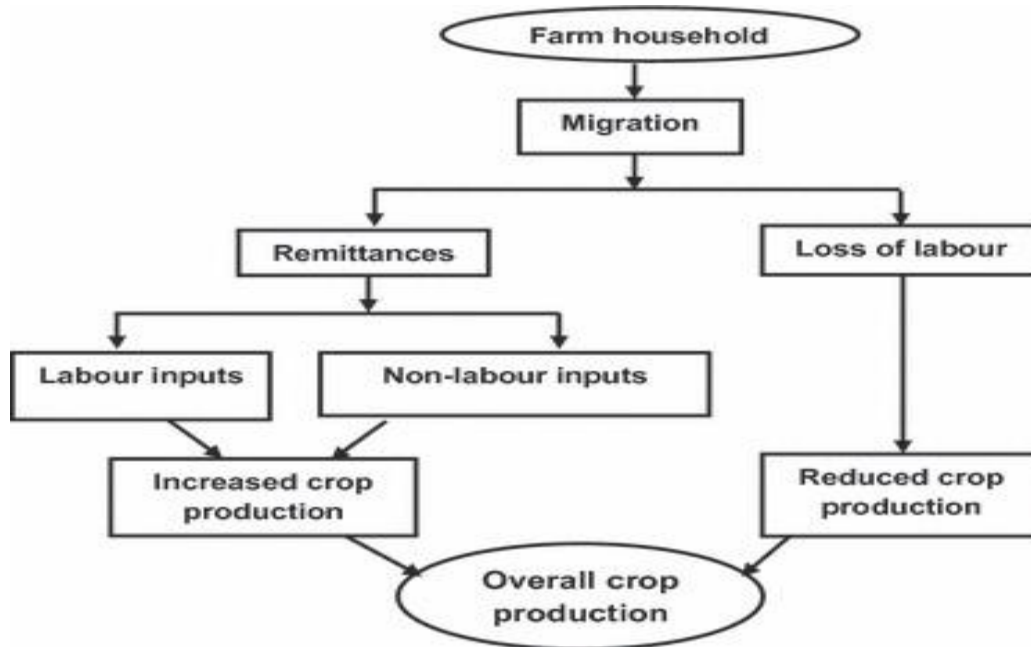 Farm household
Migration
Remittances
Loss of labour
Labour inputs
Non-labour inputs
Increased crop
production
Reduced crop
production
Overall crop
production